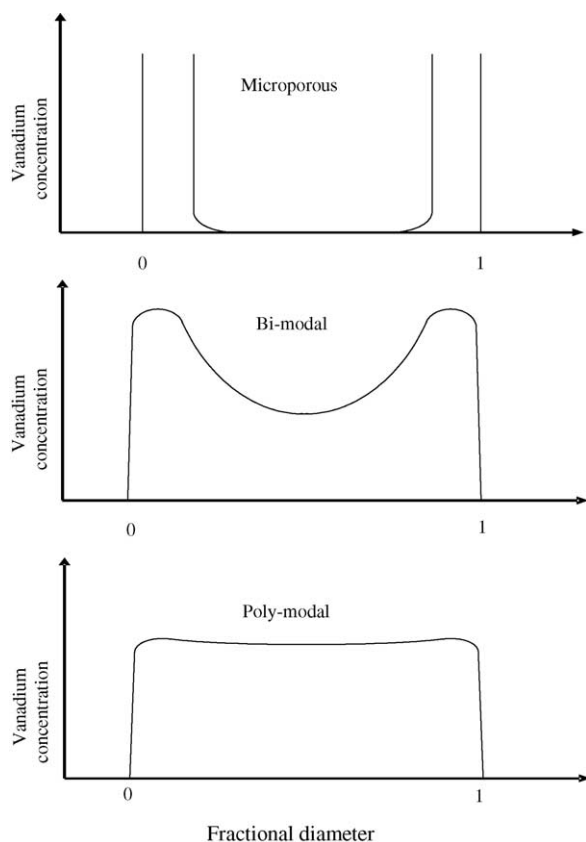 Microporous
Vanadium
concentration
0
1
Bi-modal
Vanadium
concentration
0
1
Poly-modal
Vanadium
concentration
0
1
Fractional diameter